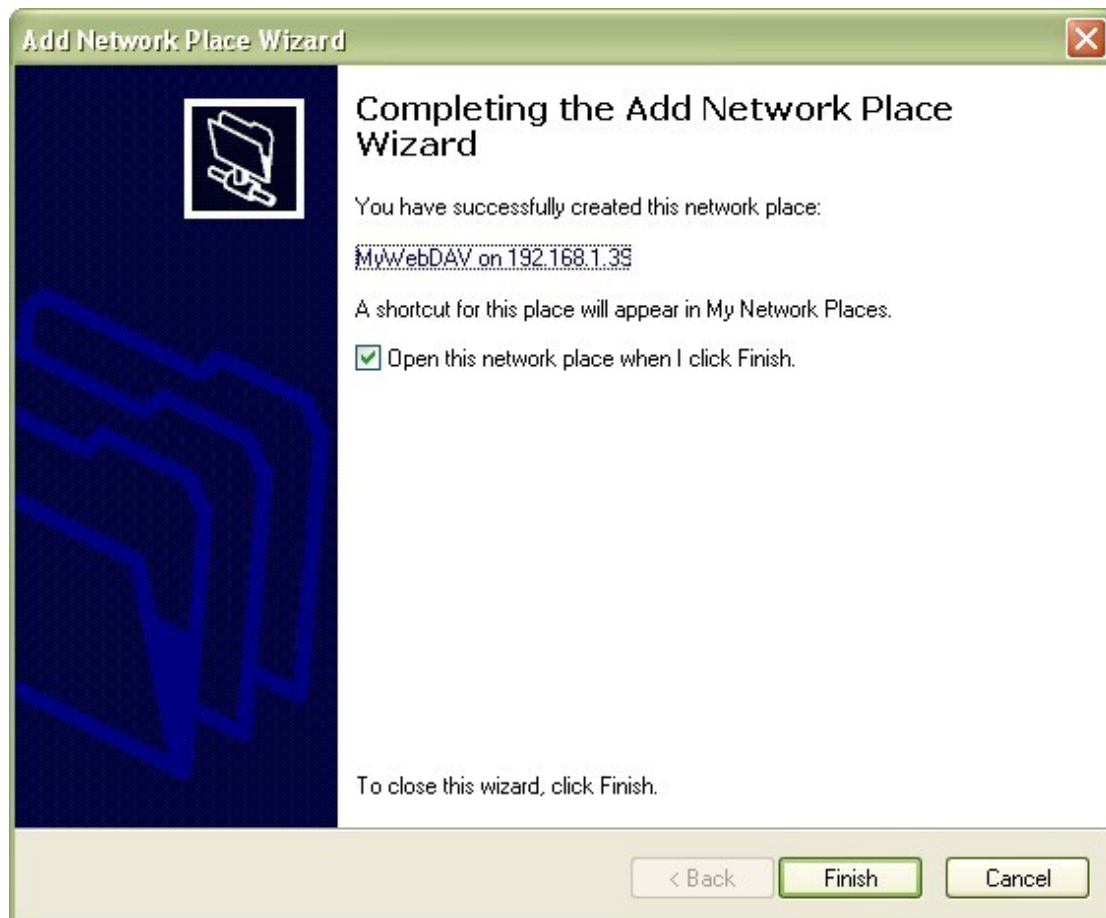 Add Network Place Wizard
Completing the Add Network Place
Wizard
You have successfully created this network place:
MyWebDAV on 192.168.1.39
A shortcut for this place will appear in My Network Places.
Open this network place when I click Finish.
To close this wizard, click Finish.
< Back
Finish
Cancel